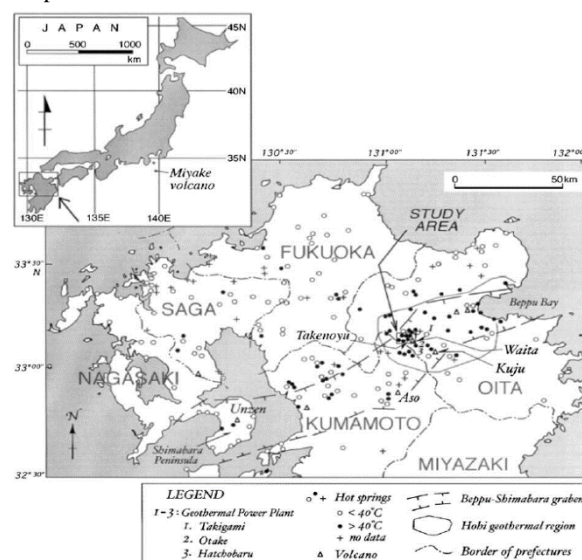 JAPAN
0 500 1000
km
45N
40N
35N
130E 135E 140E
Miyake
volcano
130°30' 131°00' 131°30' 132°00'
0 50km
STUDY
AREA
33°30'
N
FUKUOKA
SAGA
Beppu Bay
Takenoyu
33°00'
Waita
Kuju
NAGASAKI
OITA
Aso
Unzen
KUMAMOTO
N
Shimabara
Peninsula
MIYAZAKI
32°30'
LEGEND
1-3: Geothermal Power Plant
1. Takigami
2. Otake
3. Hatchobaru
Hot springs
< 40°C
> 40°C
+ no data
Volcano
Beppu-Shimabara graben
Hohi geothermal region
Border of prefectures